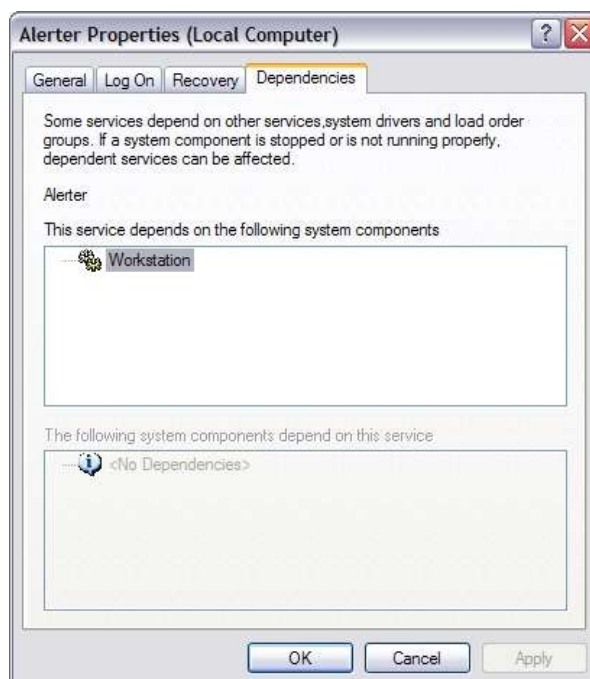 Alerter Properties (Local Computer)
General Log On Recovery Dependencies
Some services depend on other services,system drivers and load order
groups. If a system component is stopped or is not running properly,
dependent services can be affected.
Alerter
This service depends on the following system components
Workstation
The following system components depend on this service
<No Dependencies>
OK Cancel Apply